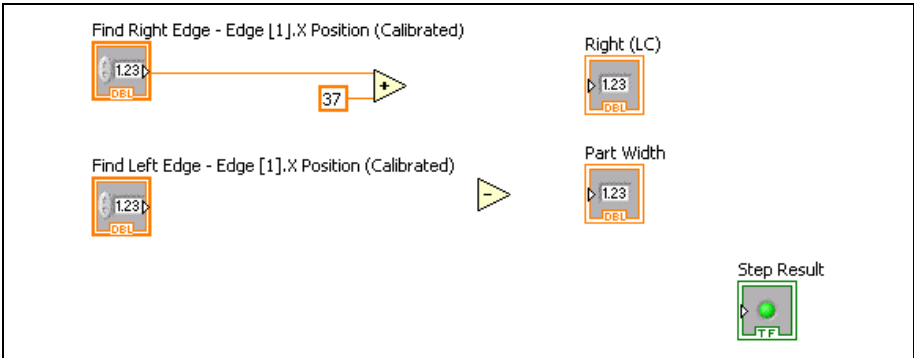 Find Right Edge - Edge [1].X Position (Calibrated)
Right (LC)
1.23
DBL
+
1.23
DBL
37
Find Left Edge - Edge [1].X Position (Calibrated)
Part Width
1.23
DBL
-
1.23
DBL
Step Result
TF